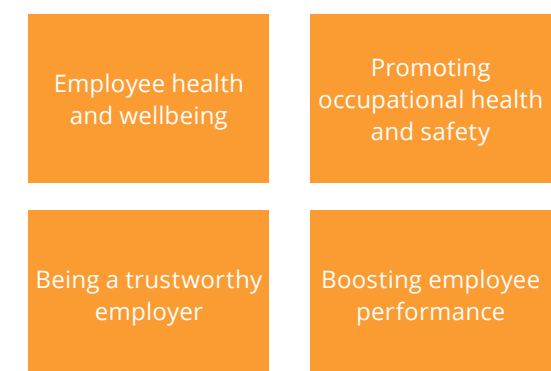 Employee health
and wellbeing
Promoting
occupational health
and safety
Being a trustworthy
employer
Boosting employee
performance